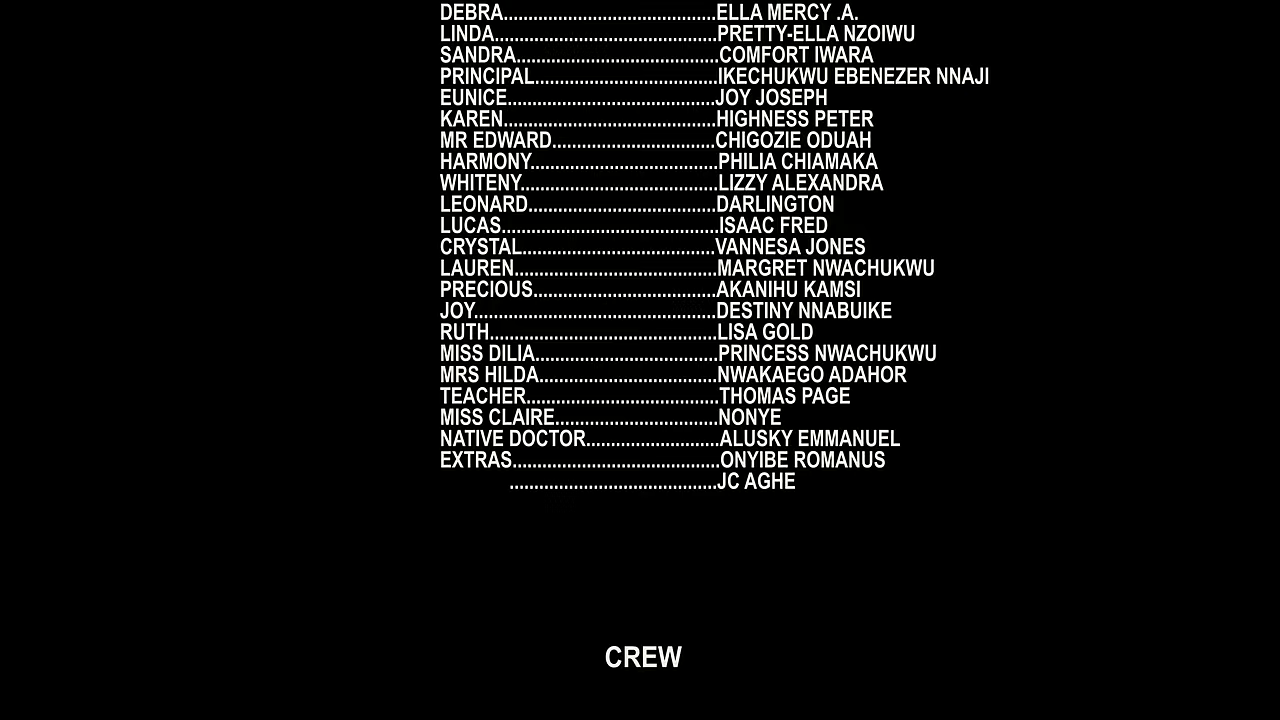 DEBRA...................................................ELLA MERCY .A.
LINDA.....................................................PRETTY-ELLA NZOIWU
SANDRA.................................................COMFORT IWARA
PRINCIPAL............................................IKECHUKWU EBENEZER NNAJI
EUNICE..................................................JOY JOSEPH
KAREN...................................................HIGHNESS PETER
MR EDWARD.......................................CHIGOZIE ODUAH
HARMONY.............................................PHILIA CHIAMAKA
WHITENY...............................................LIZZY ALEXANDRA
LEONARD.............................................DARLINGTON
LUCAS....................................................ISAAC FRED
CRYSTAL..............................................VANNESA JONES
LAUREN.................................................MARGRET NWACHUKWU
PRECIOUS............................................AKANIHU KAMSI
JOY..........................................................DESTINY NNABUIKE
RUTH.......................................................LISA GOLD
MISS DILIA............................................PRINCESS NWACHUKWU
MRS HILDA...........................................NWAKAEGO ADAHOR
TEACHER..............................................THOMAS PAGE
MISS CLAIRE.......................................NONYE
NATIVE DOCTOR................................ALUSKY EMMANUEL
EXTRAS..................................................ONYIBE ROMANUS
..................................................JC AGHE
CREW